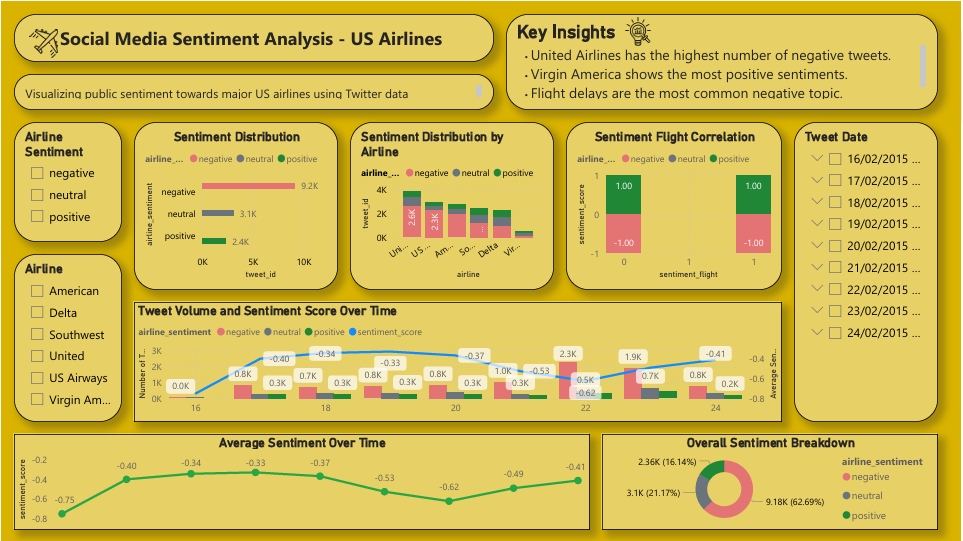 Social Media Sentiment Analysis - US Airlines
Visualizing public sentiment towards major US airlines using Twitter data
Key Insights
• United Airlines has the highest number of negative tweets.
• Virgin America shows the most positive sentiments.
• Flight delays are the most common negative topic.
Airline
Sentiment
negative
neutral
positive
Airline
American
Delta
Southwest
United
US Airways
Virgin Am...
Sentiment Distribution
airline_... negative neutral positive
airline_sentiment
negative 9.2K
neutral 3.1K
positive 2.4K
0K 5K 10K
tweet_id
Sentiment Distribution by
Airline
airline_... negative neutral positive
tweet_id
4K
2K
0K
2.6K 2.3K ...
Uni... US ... Am... So... Delta Vir...
airline
Sentiment Flight Correlation
airline_... negative neutral positive
sentiment_score
1
0
-1
1.00 1.00
-1.00 -1.00
0 1 1
sentiment_flight
Tweet Date
16/02/2015 ...
17/02/2015 ...
18/02/2015 ...
19/02/2015 ...
20/02/2015 ...
21/02/2015 ...
22/02/2015 ...
23/02/2015 ...
24/02/2015 ...
Tweet Volume and Sentiment Score Over Time
airline_sentiment negative neutral positive sentiment_score
Number of T...
3K
2K
1K
0K
0.0K 0.8K -0.40 0.3K 0.7K -0.34 0.3K 0.8K -0.33 0.3K 0.8K -0.37 0.3K 1.0K 0.3K -0.53 2.3K 0.5K -0.62 1.9K 0.7K 0.8K -0.41 0.2K
-0.4
-0.6
-0.8
Average Sen...
16 18 20 22 24
Average Sentiment Over Time
sentiment_score
-0.2
-0.4
-0.6
-0.8
-0.75 -0.40 -0.34 -0.33 -0.37 -0.53 -0.62 -0.49 -0.41
Overall Sentiment Breakdown
2.36K (16.14%)
3.1K (21.17%)
9.18K (62.69%)
airline_sentiment
negative
neutral
positive